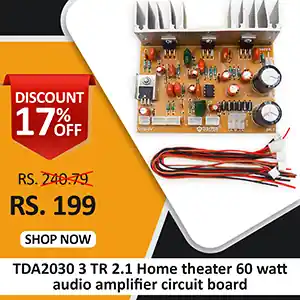 DISCOUNT
17% OFF
RS. 240.79
RS. 199
SHOP NOW
TDA2030 3 TR 2.1 Home theater 60 watt
audio amplifier circuit board